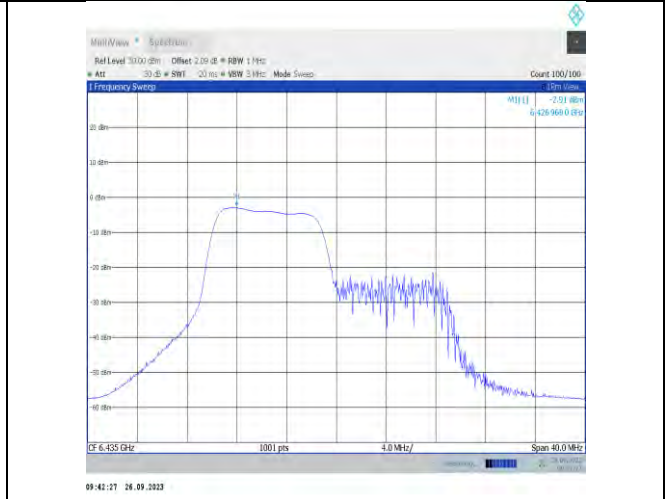 MultiView Spectrum
Ref Level 30.00 dBm Offset 2.09 dB RBW 1 MHz
Att 30 dB SWT 20 ms VBW 3 MHz Mode Sweep Count 100/100
1 Frequency Sweep 1Rm View
M1[1] -2.91 dBm
6.428 960 0 GHz
20 dBm
10 dBm
0 dBm
M1
-10 dBm
-20 dBm
-30 dBm
-40 dBm
-50 dBm
-60 dBm
CF 6.435 GHz 1001 pts 4.0 MHz/ Span 40.0 MHz
09:42:27 26.09.2023